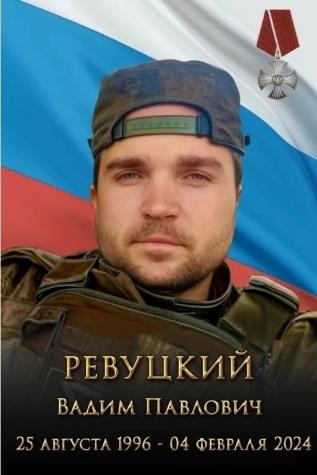 РЕВУЦКИЙ
ВАДИМ ПАВЛОВИЧ
25 АВГУСТА 1996 - 04 ФЕВРАЛЯ 2024